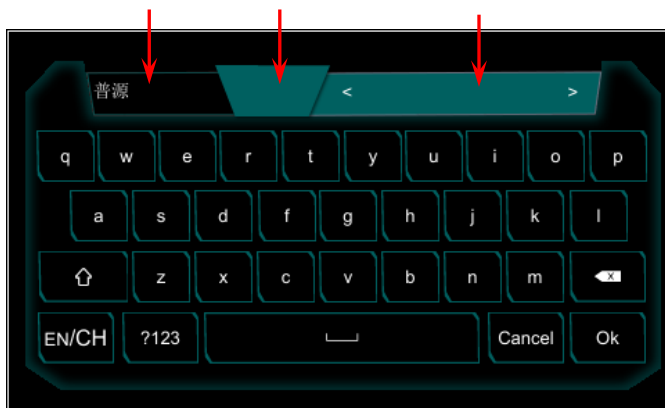 普源 < >
q w e r t y u i o p
a s d f g h j k l
z x c v b n m x
EN/CH ?123 Cancel Ok